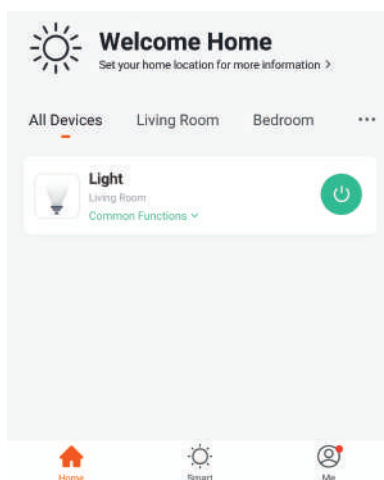 Welcome Home
Set your home location for more information >
All Devices Living Room Bedroom ...
Light
Living Room
Common Functions
Home Smart Me